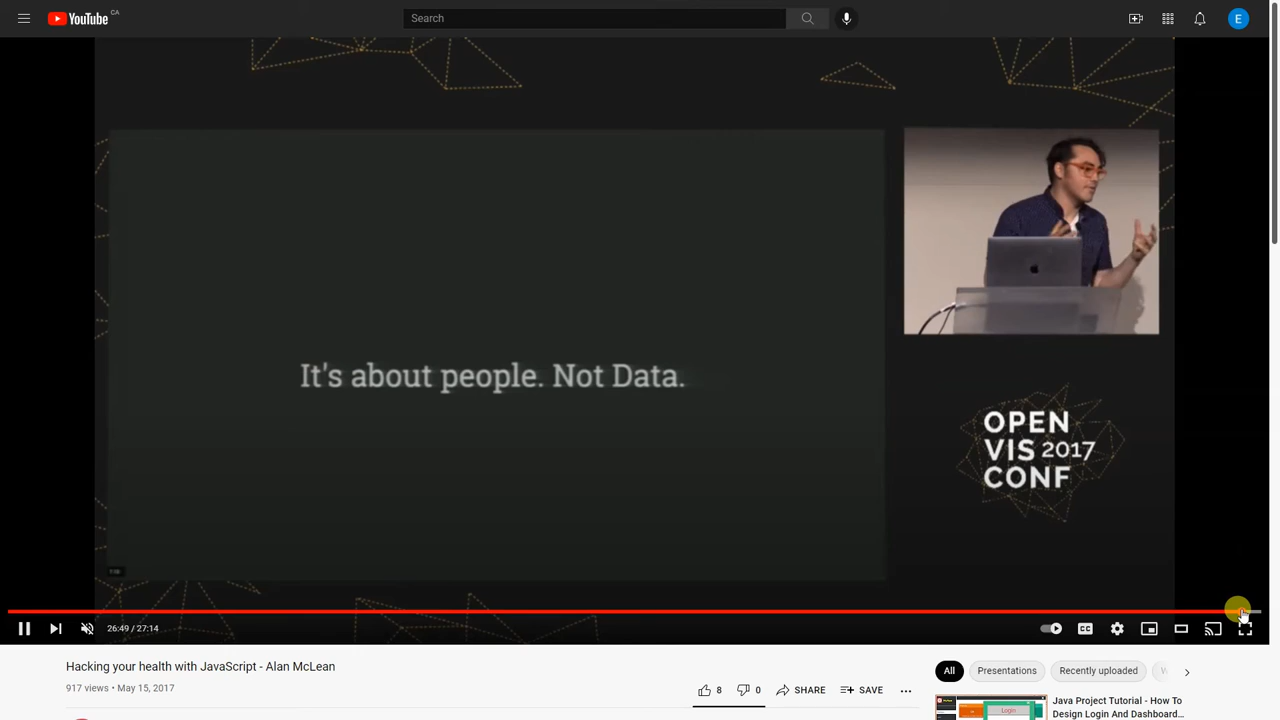 YouTube CA
Search
E
It's about people. Not Data.
OPEN
VIS 2017
CONF
26:49 / 27:14
CC
Hacking your health with JavaScript - Alan McLean
917 views • May 15, 2017
8
0
SHARE
SAVE
All
Presentations
Recently uploaded
Java Project Tutorial - How To
Design Login And Dashboard...
Login